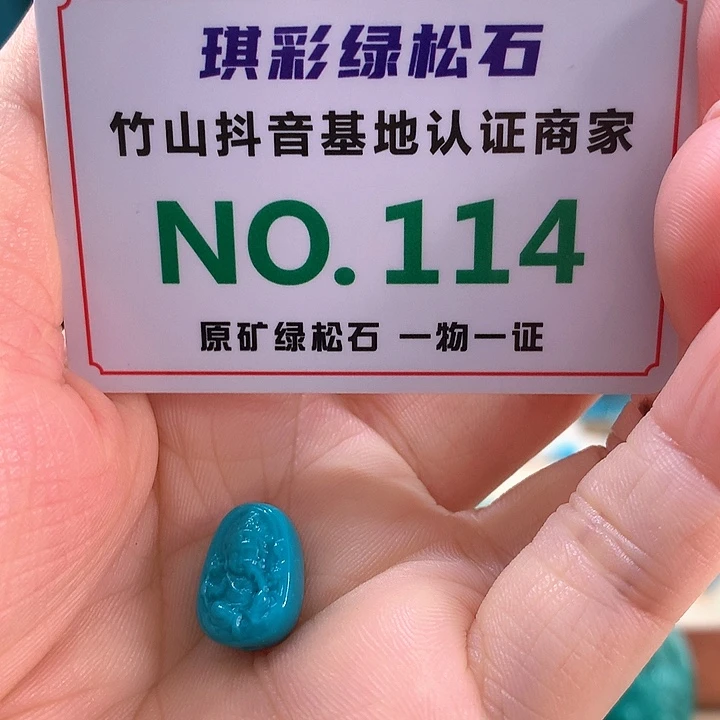 琪彩绿松石
竹山抖音基地认证商家
NO.114
原矿绿松石 一物一证